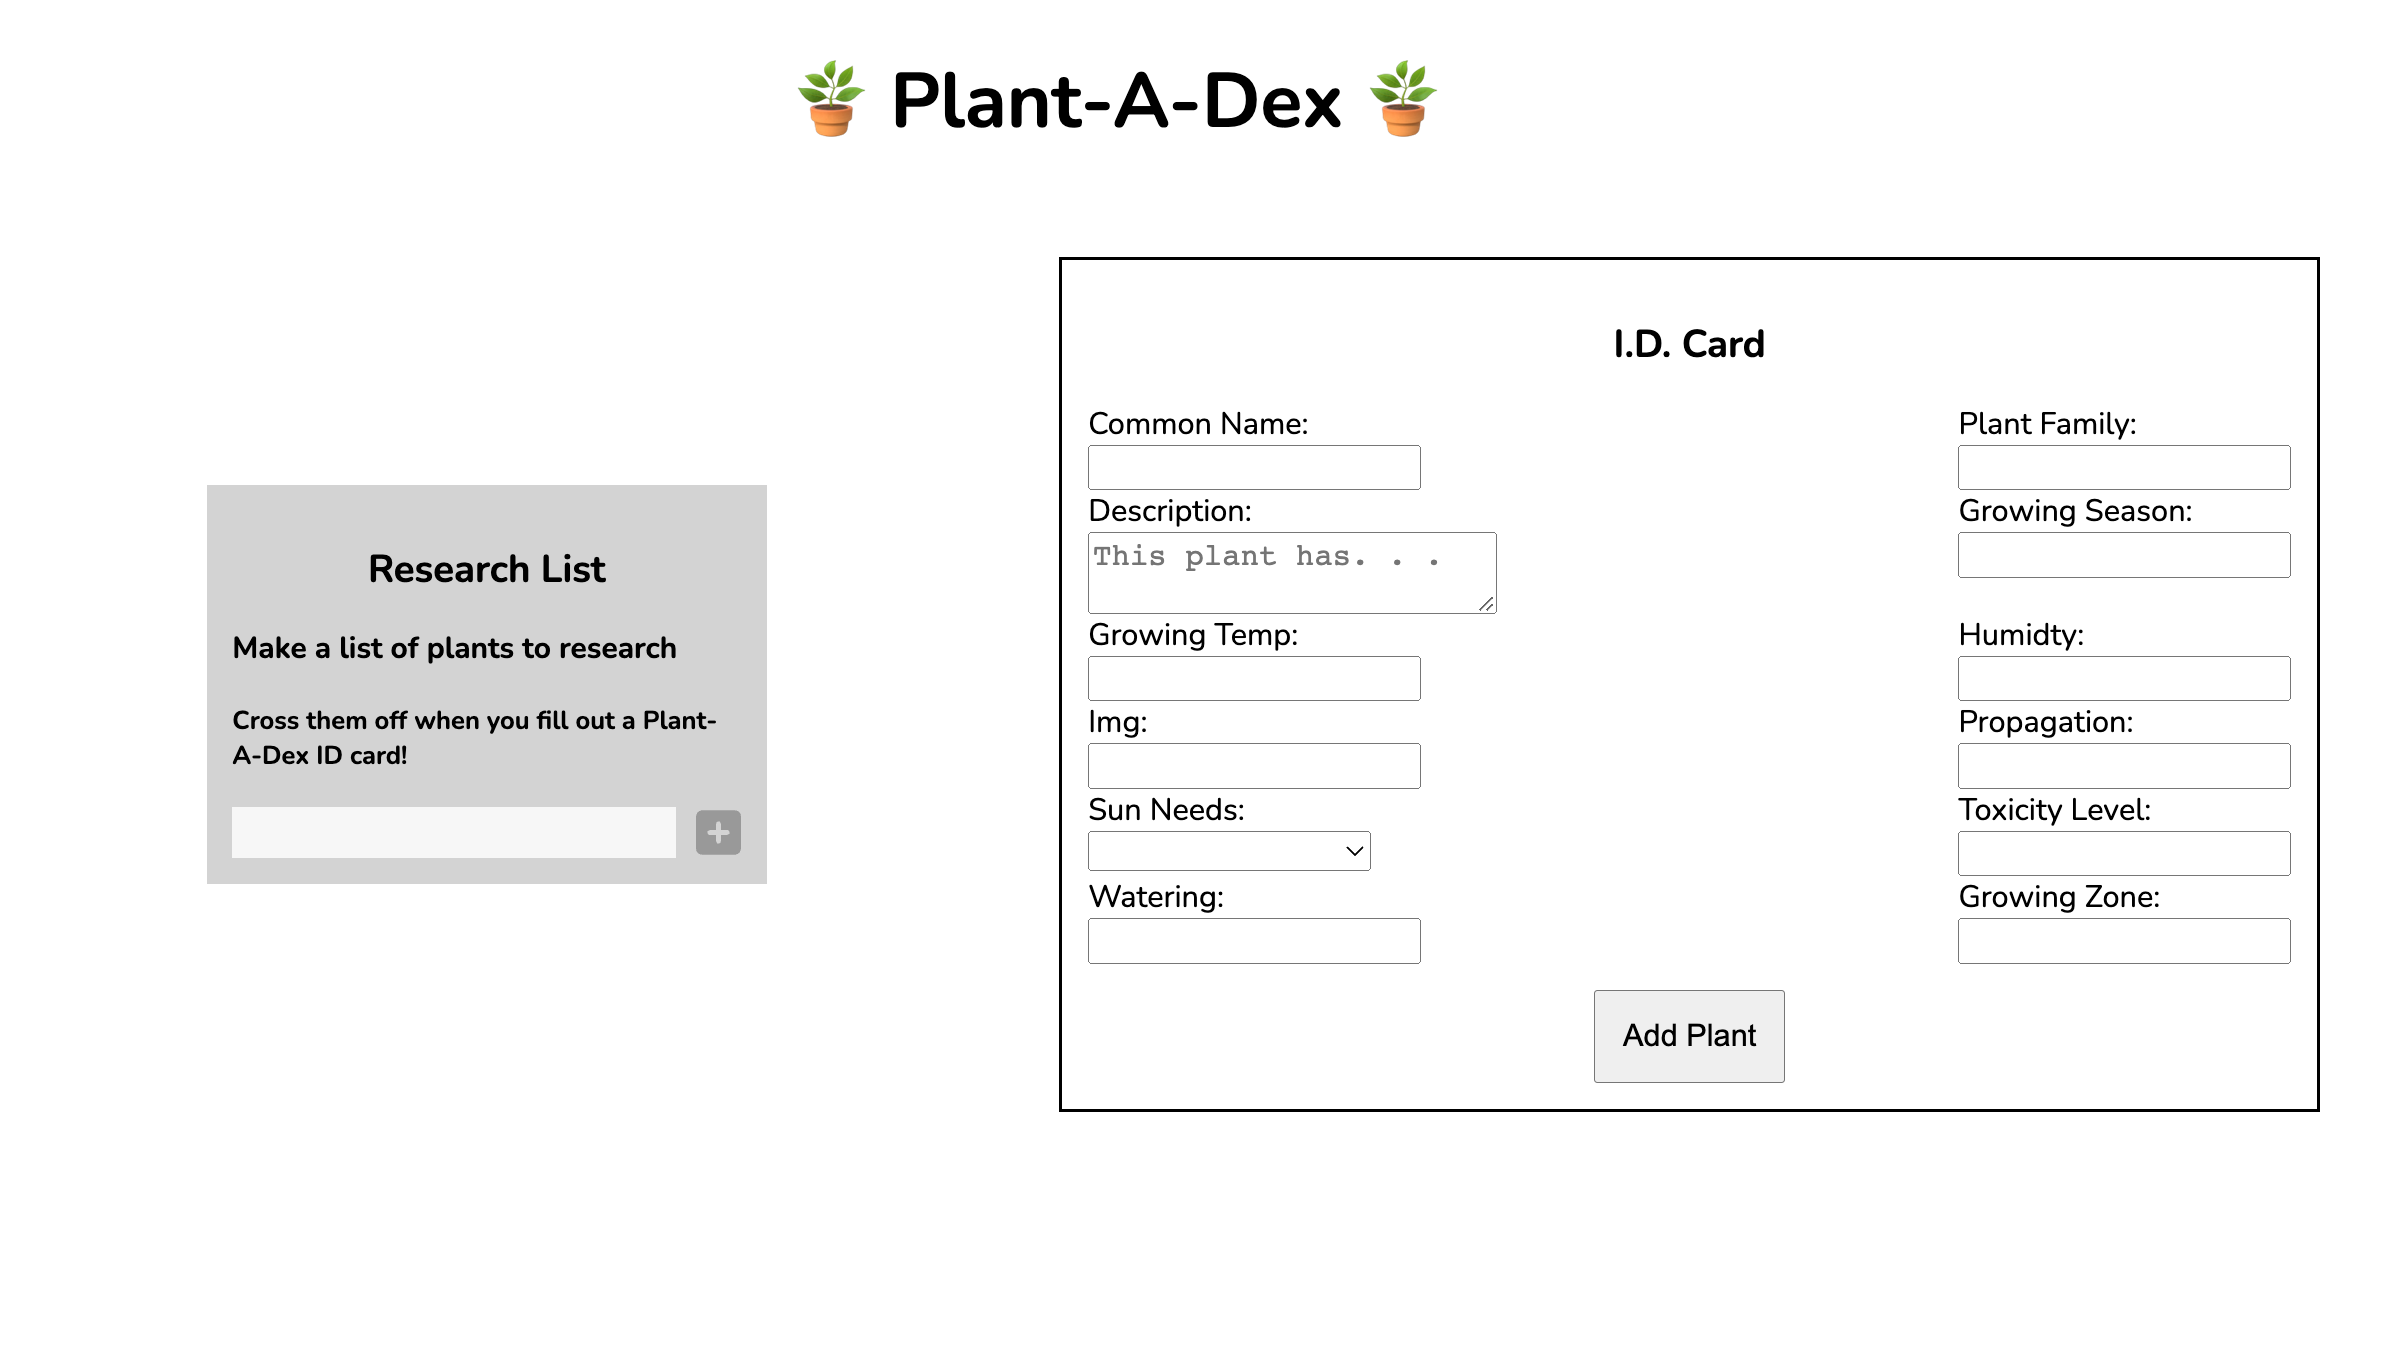 Plant-A-Dex
Research List
Make a list of plants to research
Cross them off when you fill out a Plant-
A-Dex ID card!
I.D. Card
Common Name:
Plant Family:
Description:
Growing Season:
This plant has. . .
Growing Temp:
Humidty:
Img:
Propagation:
Sun Needs:
Toxicity Level:
Watering:
Growing Zone:
Add Plant